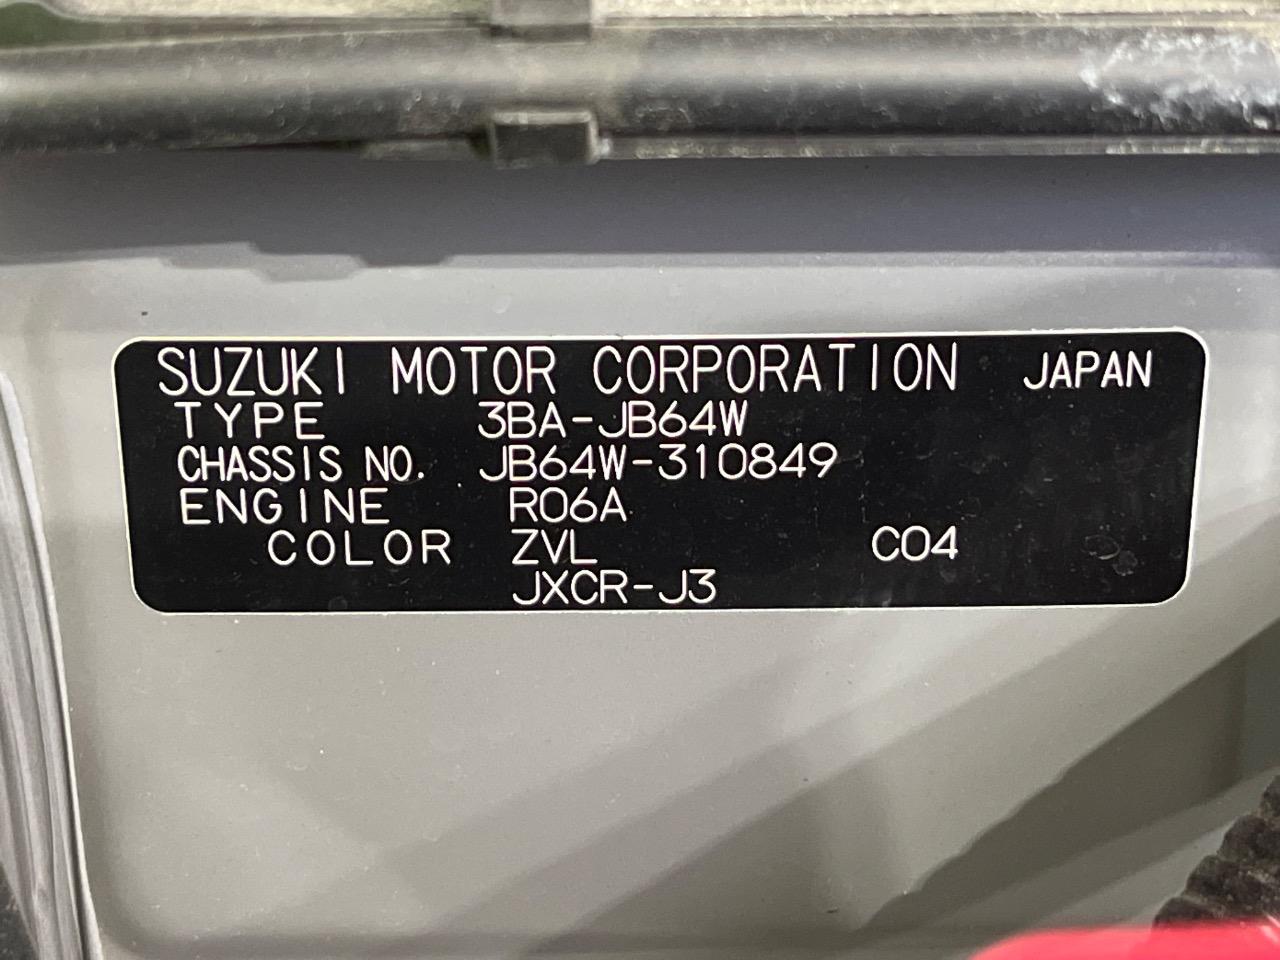 SUZUKI MOTOR CORPORATION JAPAN
TYPE 3BA-JB64W
CHASSIS NO. JB64W-310849
ENGINE R06A
COLOR ZVL C04
JXCR-J3